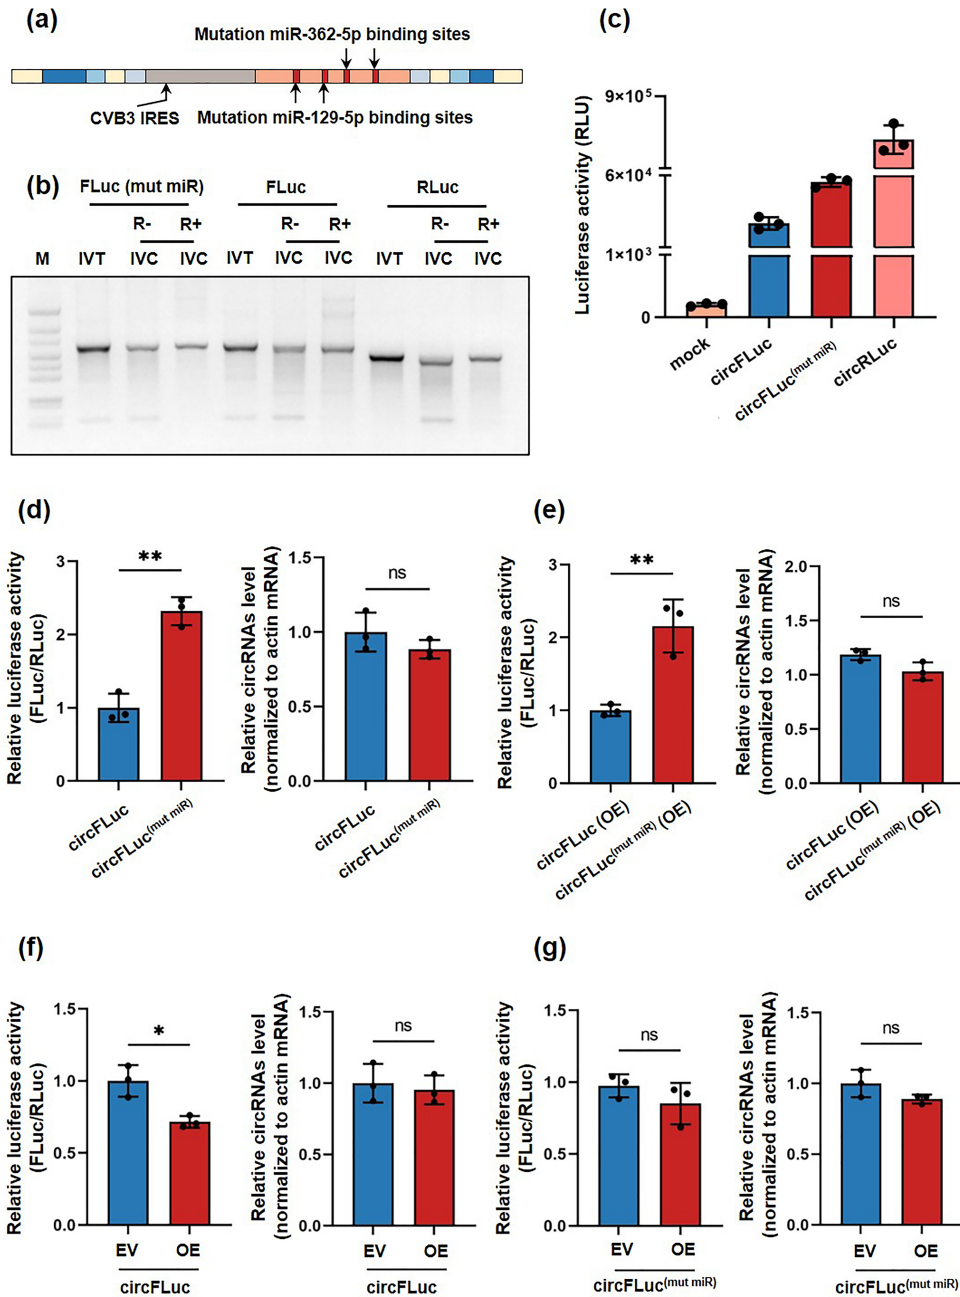 (a)
Mutation miR-362-5p binding sites
CVB3 IRES
Mutation miR-129-5p binding sites
(b)
FLuc (mut miR)
FLuc
RLuc
R-
R+
R-
R+
R-
R+
M
IVT
IVC
IVC
IVT
IVC
IVC
IVT
IVC
IVC
(c)
Luciferase activity (RLU)
9×10⁵
6×10⁴
1×10³
0
mock
circFLuc
circFLuc(mut miR)
circRLuc
(d)
Relative luciferase activity
(FLuc/RLuc)
3
2
1
0
**
circFLuc
circFLuc(mut miR)
Relative circRNAs level
(normalized to actin mRNA)
1.5
1.0
0.5
0.0
ns
circFLuc
circFLuc(mut miR)
(e)
Relative luciferase activity
(FLuc/RLuc)
3
2
1
0
**
circFLuc (OE)
circFLuc(mut miR) (OE)
Relative circRNAs level
(normalized to actin mRNA)
2.0
1.5
1.0
0.5
0.0
ns
circFLuc (OE)
circFLuc(mut miR) (OE)
(f)
Relative luciferase activity
(FLuc/RLuc)
1.5
1.0
0.5
0.0
*
EV
OE
circFLuc
Relative circRNAs level
(normalized to actin mRNA)
1.5
1.0
0.5
0.0
ns
EV
OE
circFLuc
(g)
Relative luciferase activity
(FLuc/RLuc)
1.5
1.0
0.5
0.0
ns
EV
OE
circFLuc(mut miR)
Relative circRNAs level
(normalized to actin mRNA)
1.5
1.0
0.5
0.0
ns
EV
OE
circFLuc(mut miR)